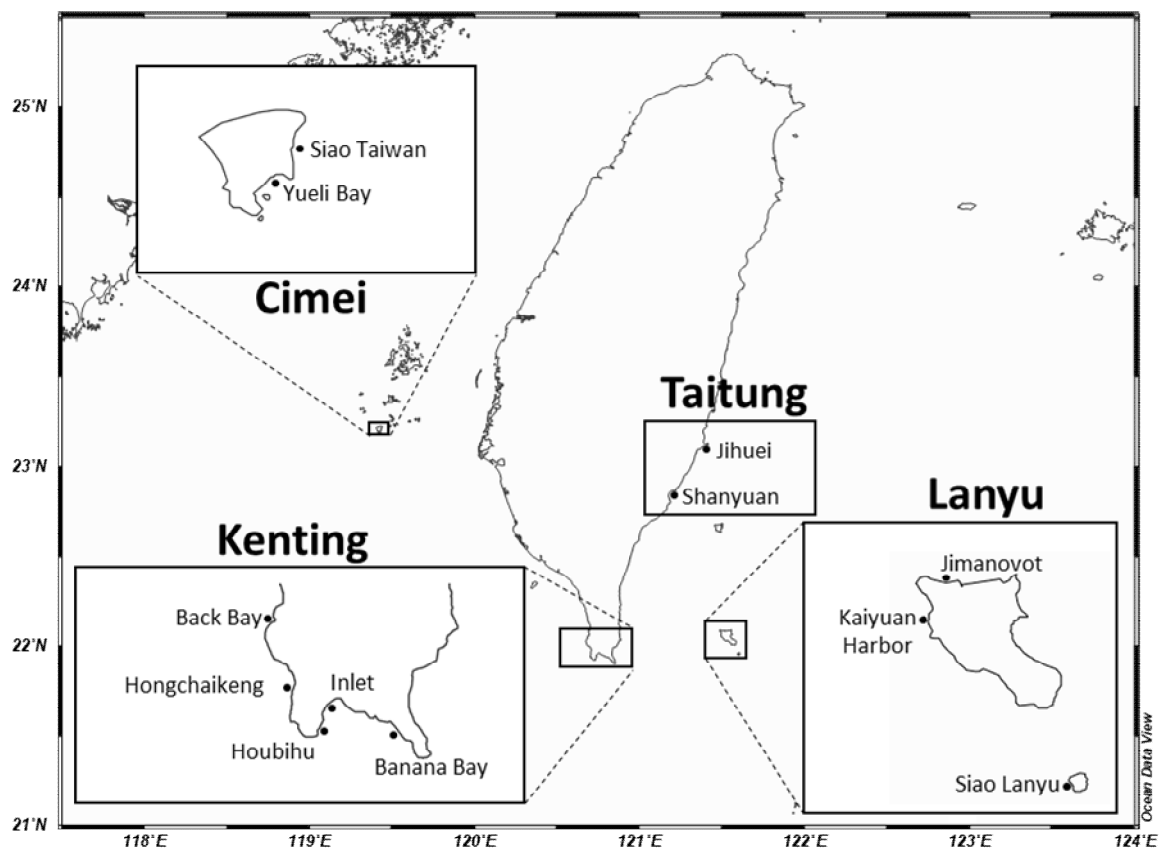 25°N
24°N
23°N
22°N
21°N
Siao Taiwan
Yueli Bay
Cimei
Taitung
Jihuei
Shanyuan
Lanyu
Jimanovot
Kaiyuan
Harbor
Siao Lanyu
Kenting
Back Bay
Hongchaikeng
Inlet
Houbihu
Banana Bay
118°E
119°E
120°E
121°E
122°E
123°E
124°E
Ocean Data View